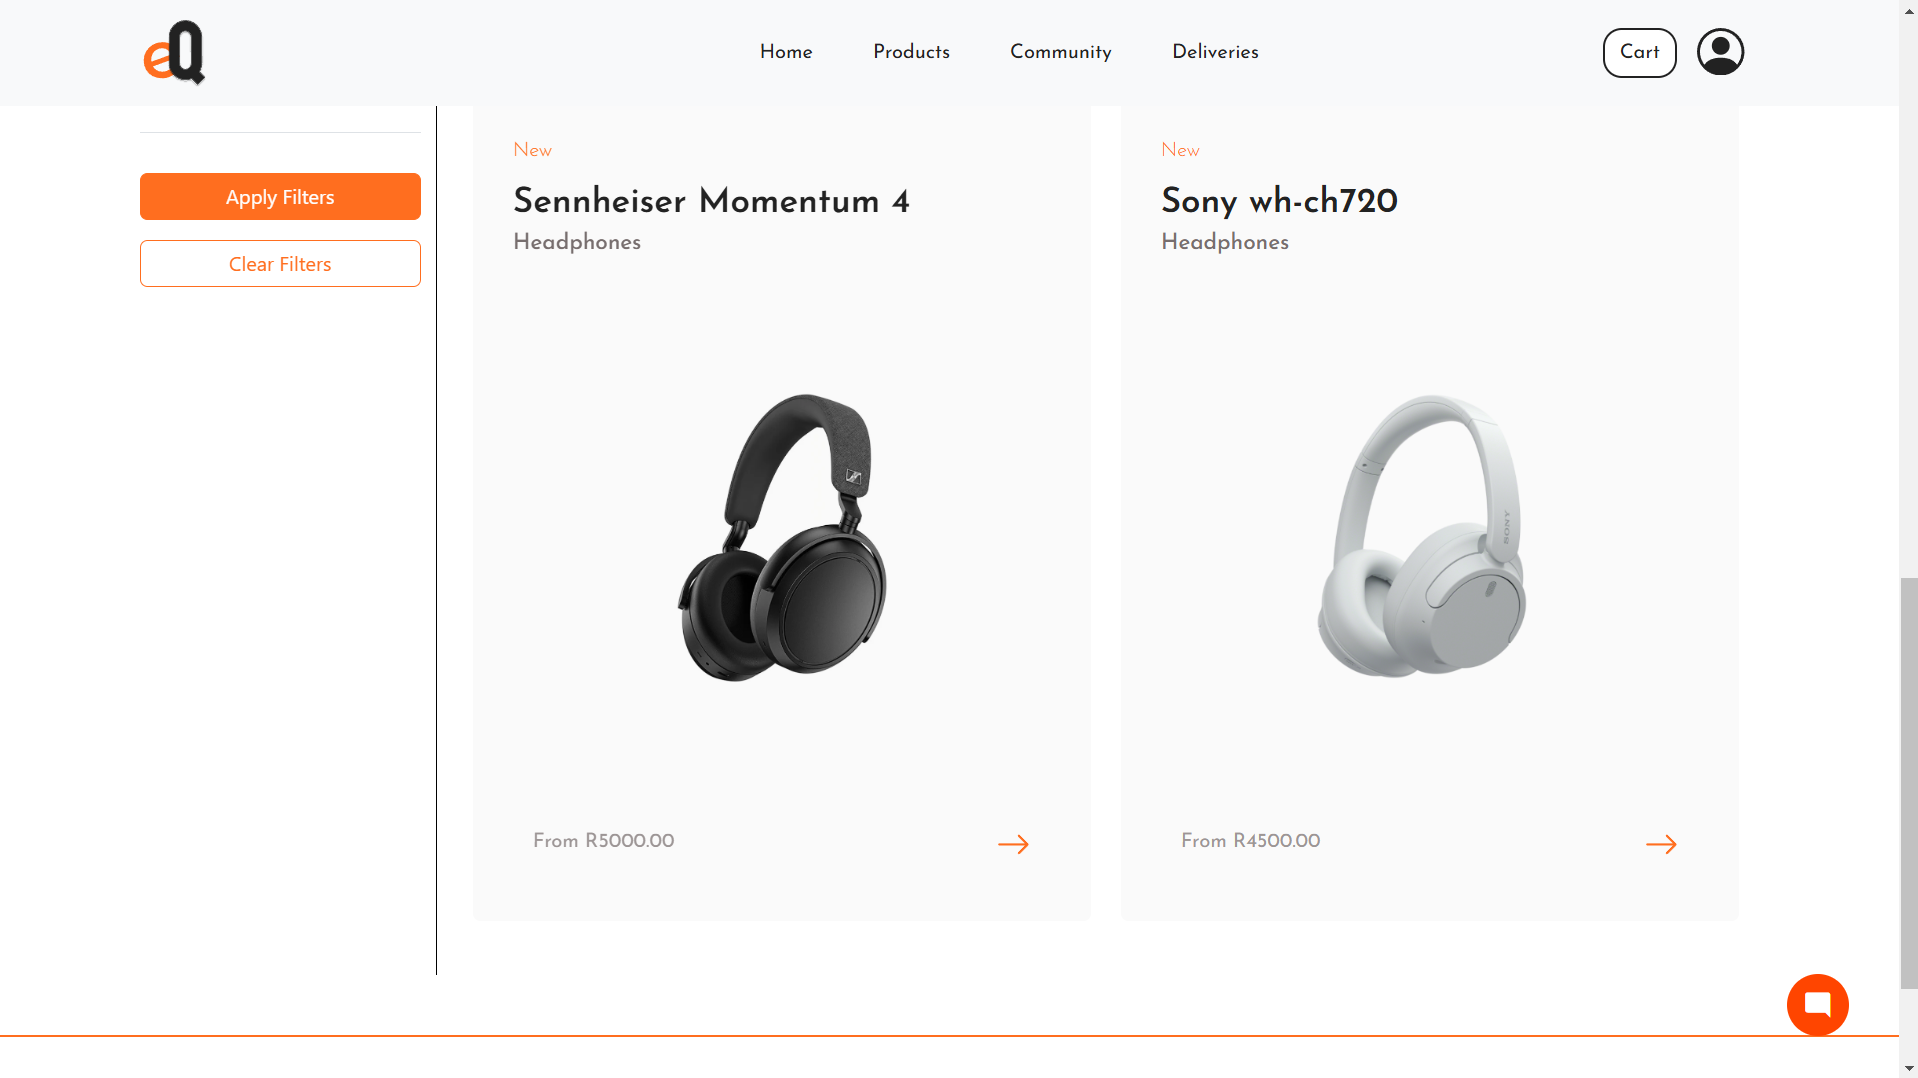 eQ
Home
Products
Community
Deliveries
Cart
Apply Filters
Clear Filters
New
Sennheiser Momentum 4
Headphones
From R5000.00
New
Sony wh-ch720
Headphones
SONY
From R4500.00